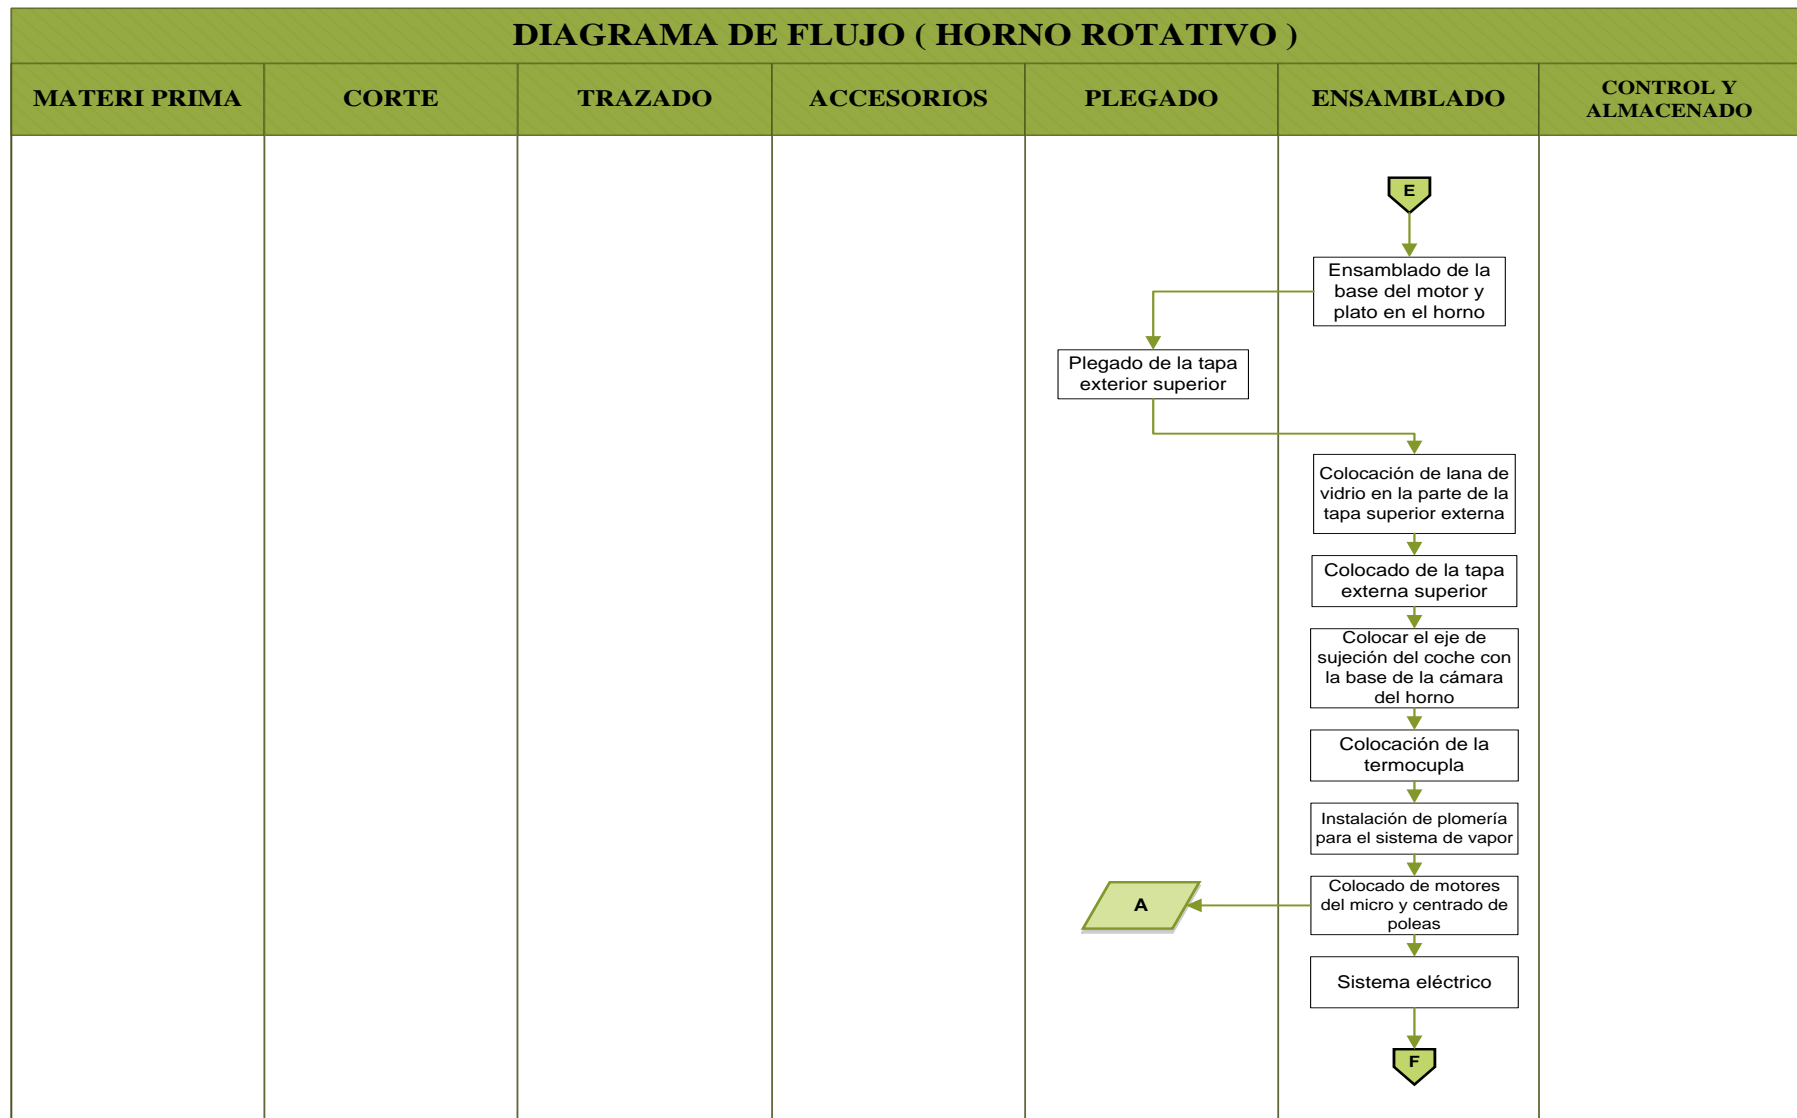 DIAGRAMA DE FLUJO ( HORNO ROTATIVO )
MATERI PRIMA
CORTE
TRAZADO
ACCESORIOS
PLEGADO
ENSAMBLADO
CONTROL Y
ALMACENADO
E
Ensamblado de la
base del motor y
plato en el horno
Plegado de la tapa
exterior superior
Colocación de lana de
vidrio en la parte de la
tapa superior externa
Colocado de la tapa
externa superior
Colocar el eje de
sujeción del coche con
la base de la cámara
del horno
Colocación de la
termocupla
Instalación de plomería
para el sistema de vapor
Colocado de motores
del micro y centrado de
poleas
A
Sistema eléctrico
F